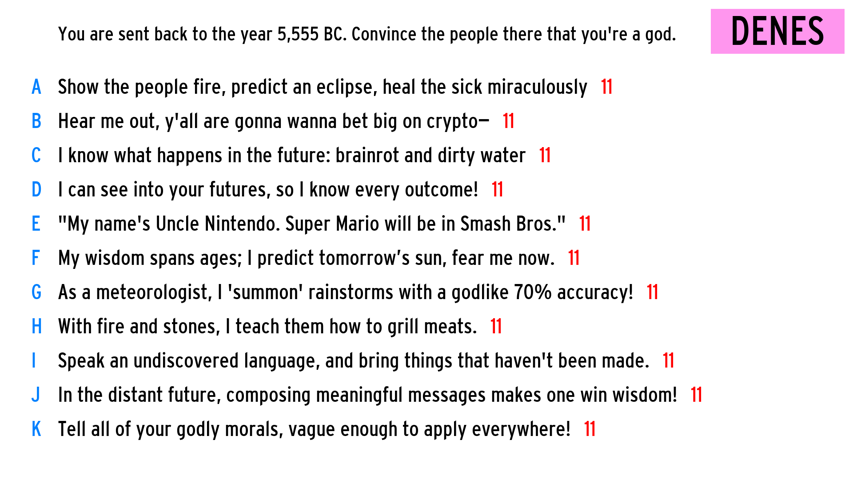 You are sent back to the year 5,555 BC. Convince the people there that you're a god.
DENES
A Show the people fire, predict an eclipse, heal the sick miraculously 11
B Hear me out, y'all are gonna wanna bet big on crypto— 11
C I know what happens in the future: brainrot and dirty water 11
D I can see into your futures, so I know every outcome! 11
E "My name's Uncle Nintendo. Super Mario will be in Smash Bros." 11
F My wisdom spans ages; I predict tomorrow’s sun, fear me now. 11
G As a meteorologist, I 'summon' rainstorms with a godlike 70% accuracy! 11
H With fire and stones, I teach them how to grill meats. 11
I Speak an undiscovered language, and bring things that haven't been made. 11
J In the distant future, composing meaningful messages makes one win wisdom! 11
K Tell all of your godly morals, vague enough to apply everywhere! 11